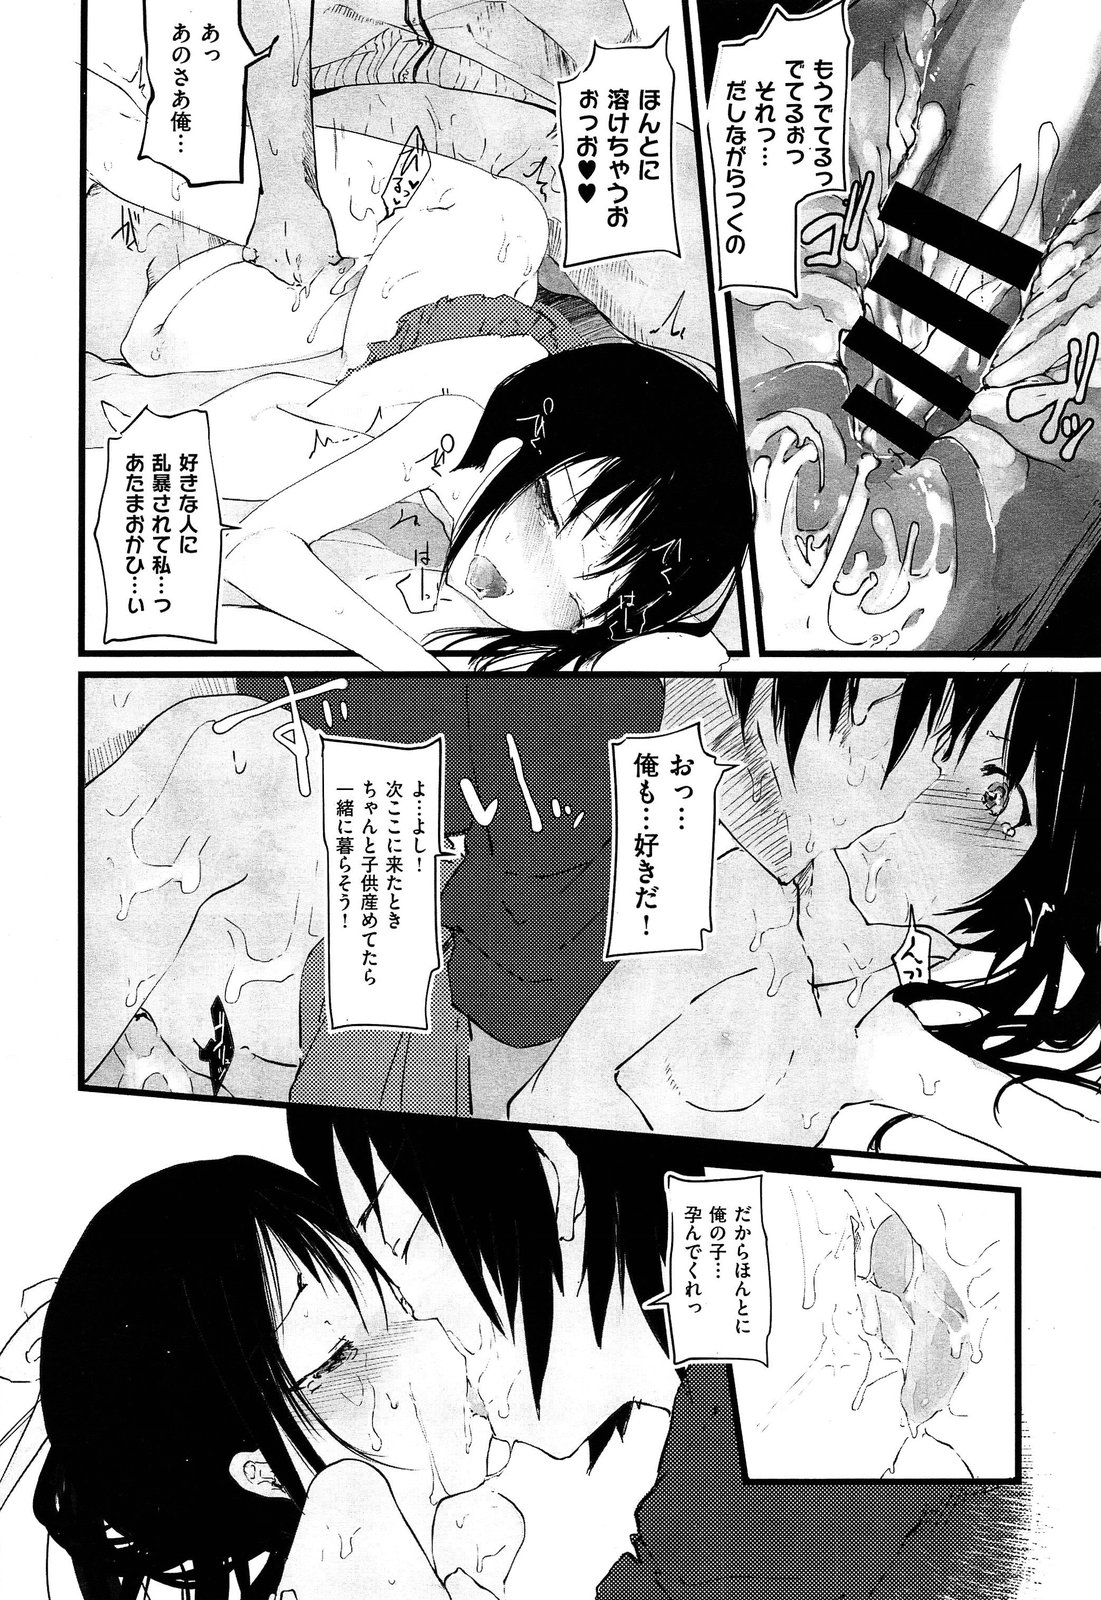 もうでてるっ
でてるぉっ
それっ…
だしながらつくの
ほんとに
溶けちゃうお
おっお♥♥
あっ
あのさあ俺…
好きな人に
乱暴されて私…っ
あたまおかひ…い
おっ…
俺も…好きだ！
よ…よし！
次ここに来たとき
ちゃんと子供産めてたら
一緒に暮らそう！
だからほんとに
俺の子…
孕んでくれっ